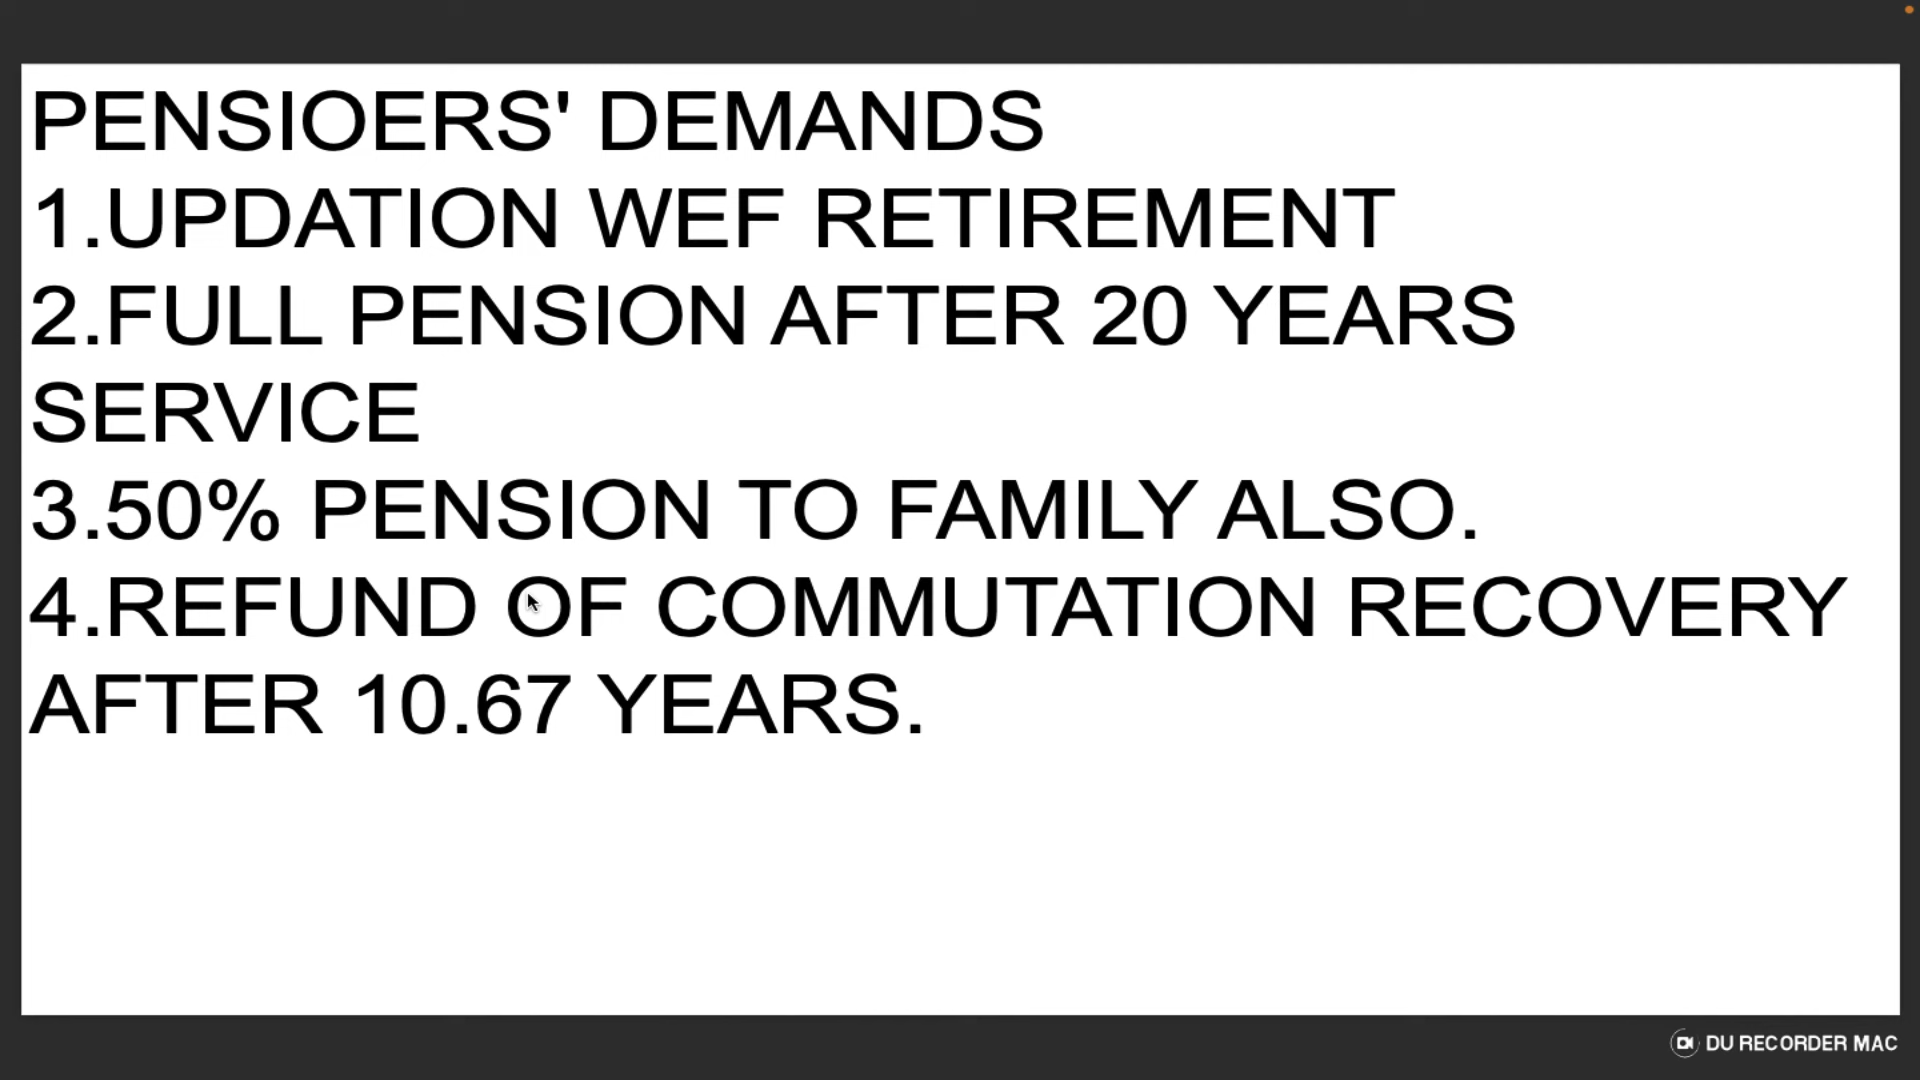 PENSIOERS' DEMANDS
1.UPDATION WEF RETIREMENT
2.FULL PENSION AFTER 20 YEARS
SERVICE
3.50% PENSION TO FAMILY ALSO.
4.REFUND OF COMMUTATION RECOVERY
AFTER 10.67 YEARS.
DU RECORDER MAC